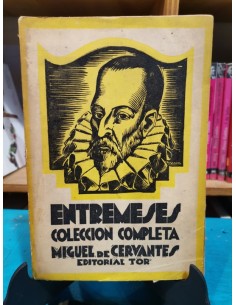 ENTREMESES
COLECCION COMPLETA
MIGUEL DE CERVANTES
EDITORIAL TOR